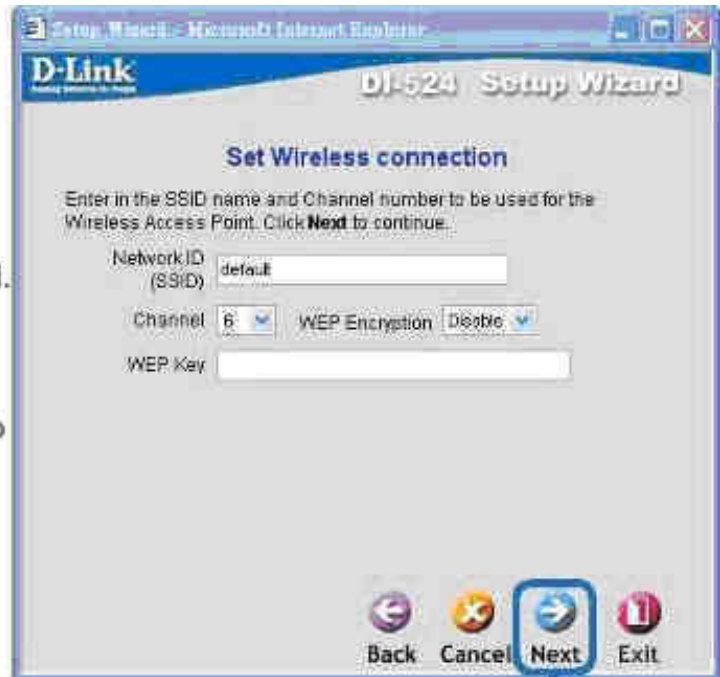 Setup Wizard - Microsoft Internet Explorer
D-Link
DI-524 Setup Wizard
Set Wireless connection
Enter in the SSID name and Channel number to be used for the
Wireless Access Point. Click Next to continue.
Network ID
(SSID)
default
Channel 6 WEP Encryption Disable
WEP Key
Back Cancel Next Exit